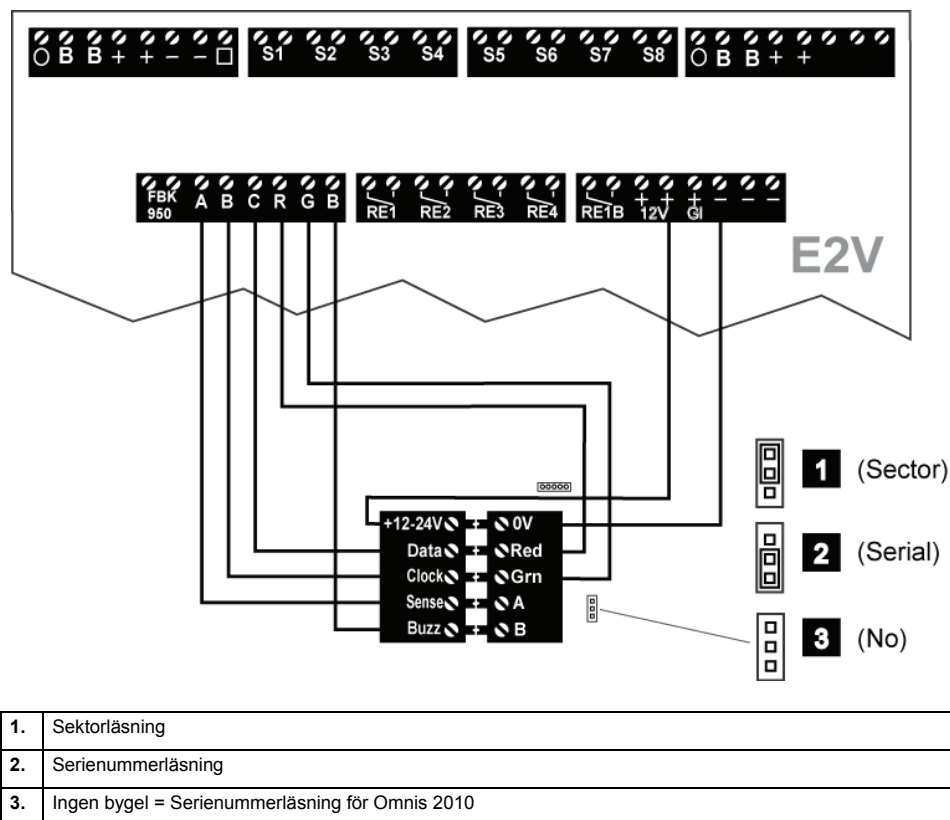 O B B + + − − □ S1 S2 S3 S4 S5 S6 S7 S8 O B B + +
FBK 950 A B C R G B RE1 RE2 RE3 RE4 RE1B + + + − − −
12V GI
E2V
1 (Sector)
+12-24V 0V
Data Red
2 (Serial)
Clock Grn
Sense A
Buzz B
3 (No)
1. Sektorläsning
2. Serienummerläsning
3. Ingen bygel = Serienummerläsning för Omnis 2010